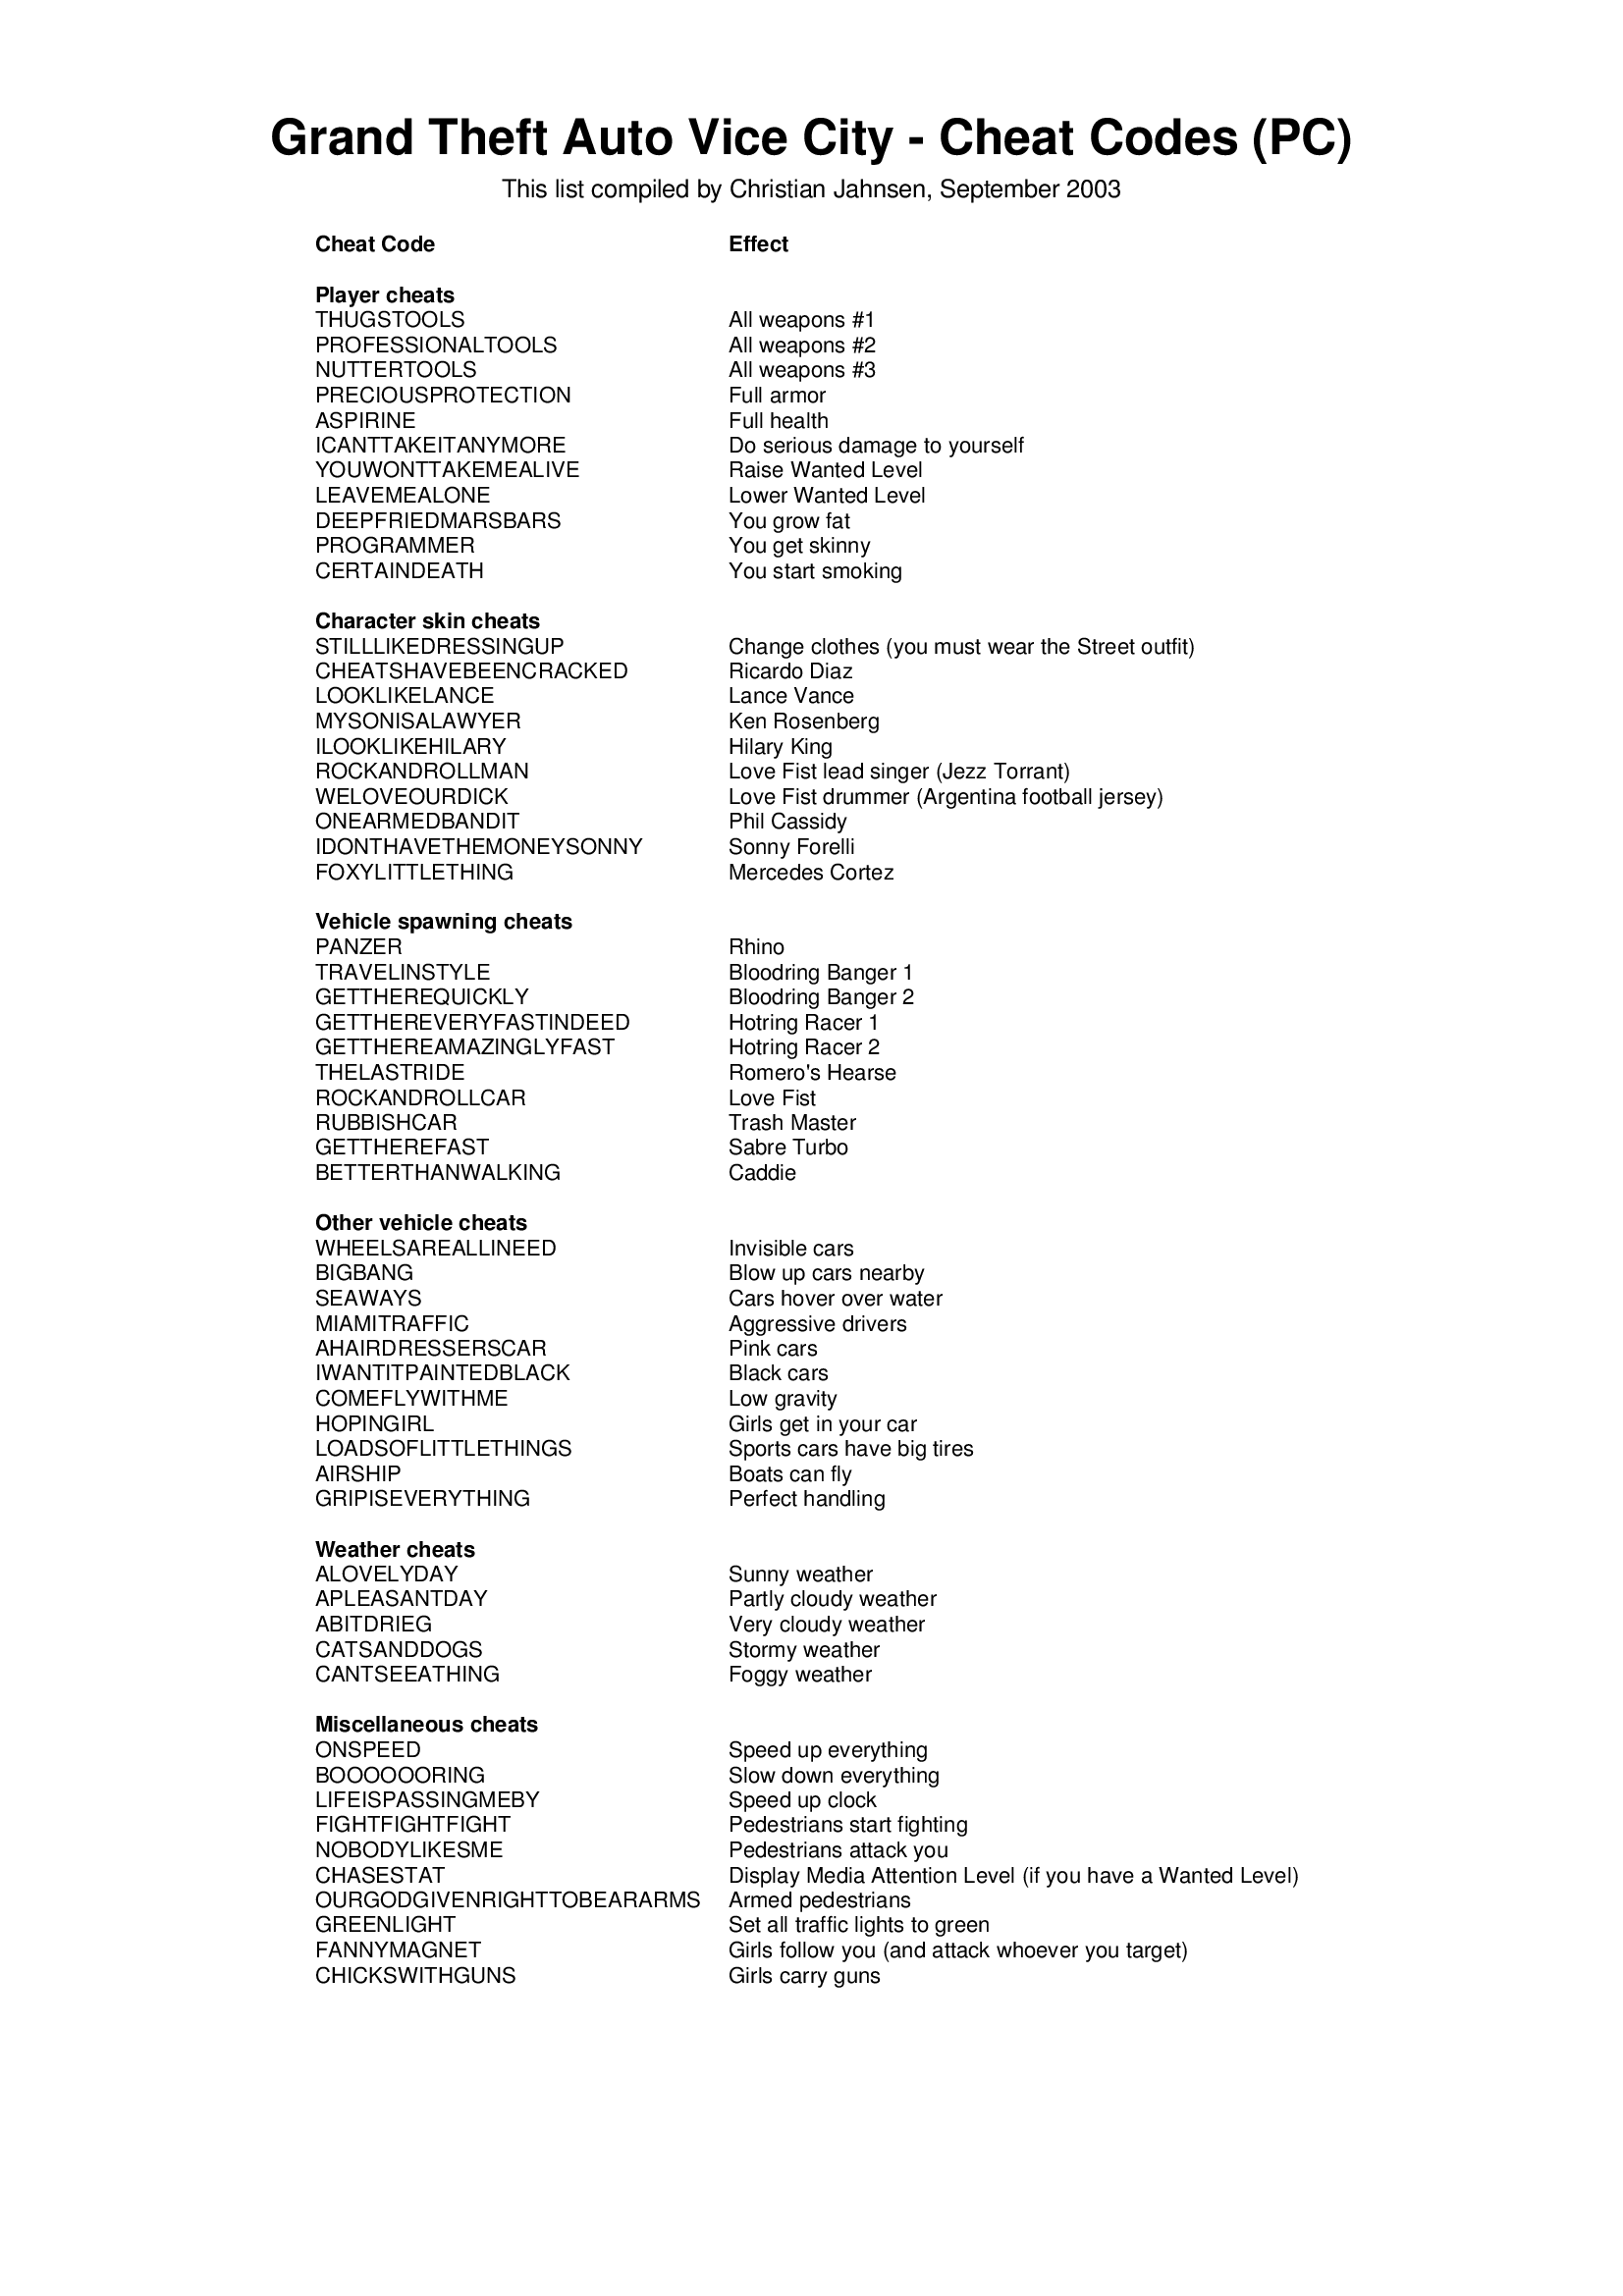 Grand Theft Auto Vice City - Cheat Codes (PC)
This list compiled by Christian Jahnsen, September 2003
Cheat Code Effect
Player cheats
THUGSTOOLS All weapons #1
PROFESSIONALTOOLS All weapons #2
NUTTERTOOLS All weapons #3
PRECIOUSPROTECTION Full armor
ASPIRINE Full health
ICANTTAKEITANYMORE Do serious damage to yourself
YOUWONTTAKEMEALIVE Raise Wanted Level
LEAVEMEALONE Lower Wanted Level
DEEPFRIEDMARSBARS You grow fat
PROGRAMMER You get skinny
CERTAINDEATH You start smoking
Character skin cheats
STILLLIKEDRESSINGUP Change clothes (you must wear the Street outfit)
CHEATSHAVEBEENCRACKED Ricardo Diaz
LOOKLIKELANCE Lance Vance
MYSONISALAWYER Ken Rosenberg
ILOOKLIKEHILARY Hilary King
ROCKANDROLLMAN Love Fist lead singer (Jezz Torrant)
WELOVEOURDICK Love Fist drummer (Argentina football jersey)
ONEARMEDBANDIT Phil Cassidy
IDONTHAVETHEMONEYSONNY Sonny Forelli
FOXYLITTLETHING Mercedes Cortez
Vehicle spawning cheats
PANZER Rhino
TRAVELINSTYLE Bloodring Banger 1
GETTHEREQUICKLY Bloodring Banger 2
GETTHEREVERYFASTINDEED Hotring Racer 1
GETTHEREAMAZINGLYFAST Hotring Racer 2
THELASTRIDE Romero's Hearse
ROCKANDROLLCAR Love Fist
RUBBISHCAR Trash Master
GETTHEREFAST Sabre Turbo
BETTERTHANWALKING Caddie
Other vehicle cheats
WHEELSAREALLINEED Invisible cars
BIGBANG Blow up cars nearby
SEAWAYS Cars hover over water
MIAMITRAFFIC Aggressive drivers
AHAIRDRESSERSCAR Pink cars
IWANTITPAINTEDBLACK Black cars
COMEFLYWITHME Low gravity
HOPINGIRL Girls get in your car
LOADSOFLITTLETHINGS Sports cars have big tires
AIRSHIP Boats can fly
GRIPISEVERYTHING Perfect handling
Weather cheats
ALOVELYDAY Sunny weather
APLEASANTDAY Partly cloudy weather
ABITDRIEG Very cloudy weather
CATSANDDOGS Stormy weather
CANTSEEATHING Foggy weather
Miscellaneous cheats
ONSPEED Speed up everything
BOOOOOORING Slow down everything
LIFEISPASSINGMEBY Speed up clock
FIGHTFIGHTFIGHT Pedestrians start fighting
NOBODYLIKESME Pedestrians attack you
CHASESTAT Display Media Attention Level (if you have a Wanted Level)
OURGODGIVENRIGHTTOBEARARMS Armed pedestrians
GREENLIGHT Set all traffic lights to green
FANNYMAGNET Girls follow you (and attack whoever you target)
CHICKSWITHGUNS Girls carry guns